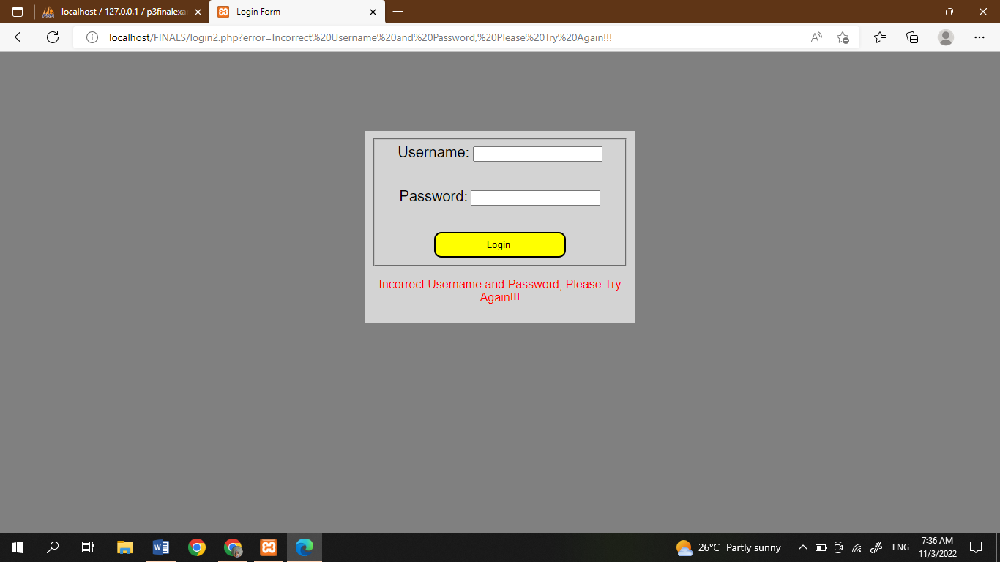 localhost / 127.0.0.1 / p3finalexa
Login Form
localhost/FINALS/login2.php?error=Incorrect%20Username%20and%20Password,%20Please%20Try%20Again!!!
Username:
Password:
Login
Incorrect Username and Password, Please Try
Again!!!
26°C Partly sunny
ENG
7:36 AM
11/3/2022